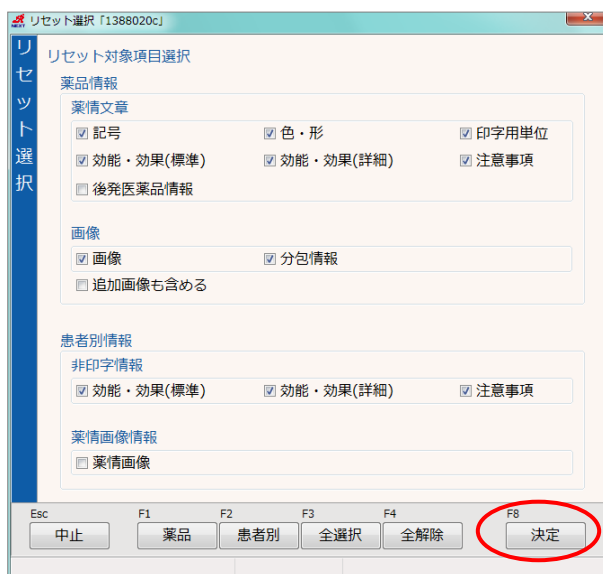 NEXT リセット選択「1388020c」
リセット選択
リセット対象項目選択
薬品情報
薬情文章
記号 色・形 印字用単位
効能・効果(標準) 効能・効果(詳細) 注意事項
後発医薬品情報
画像
画像 分包情報
追加画像も含める
患者別情報
非印字情報
効能・効果(標準) 効能・効果(詳細) 注意事項
薬情画像情報
薬情画像
Esc F1 F2 F3 F4 F8
中止 薬品 患者別 全選択 全解除 決定